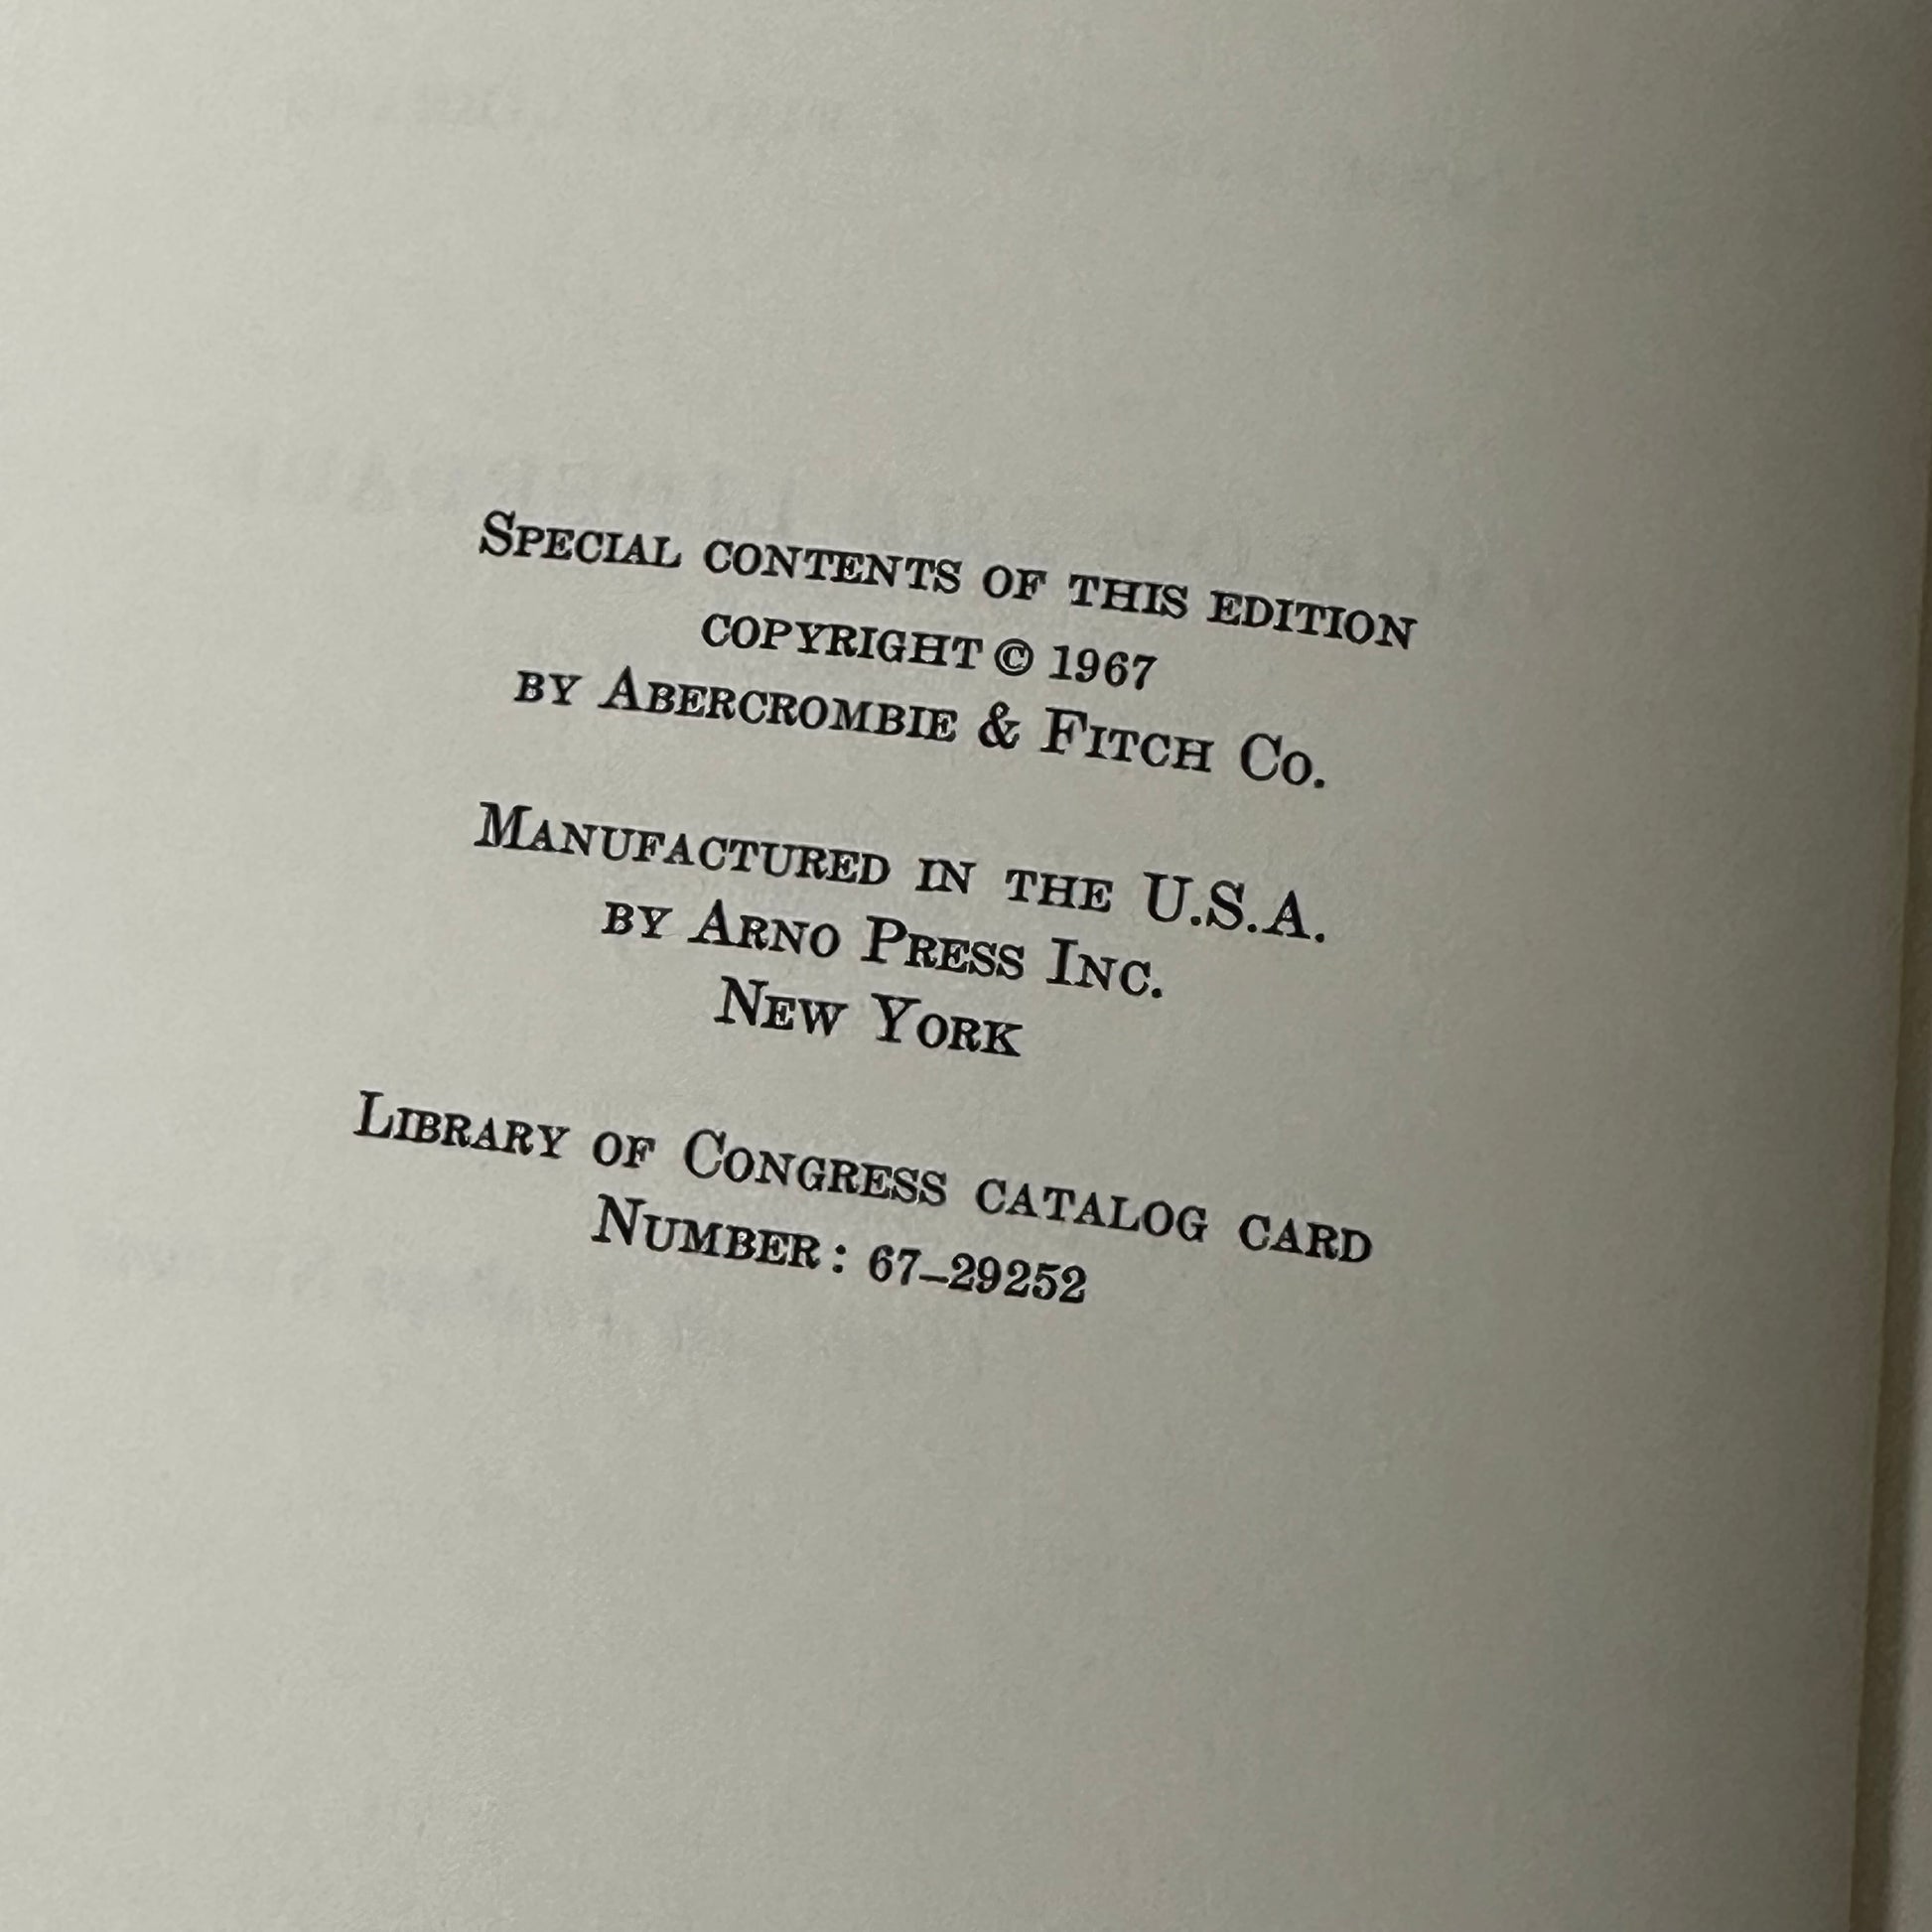 Special contents of this edition
copyright © 1967
by Abercrombie & Fitch Co.
Manufactured in the U.S.A.
by Arno Press Inc.
New York
Library of Congress catalog card
Number: 67–29252